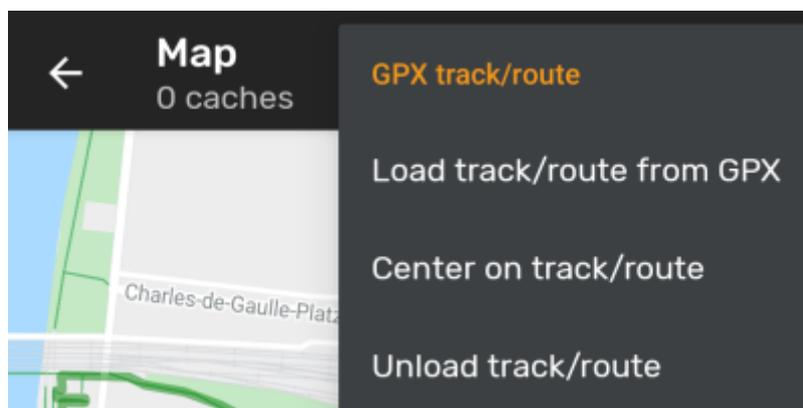 Map
0 caches
GPX track/route
Load track/route from GPX
Center on track/route
Unload track/route
Charles-de-Gaulle-Platz